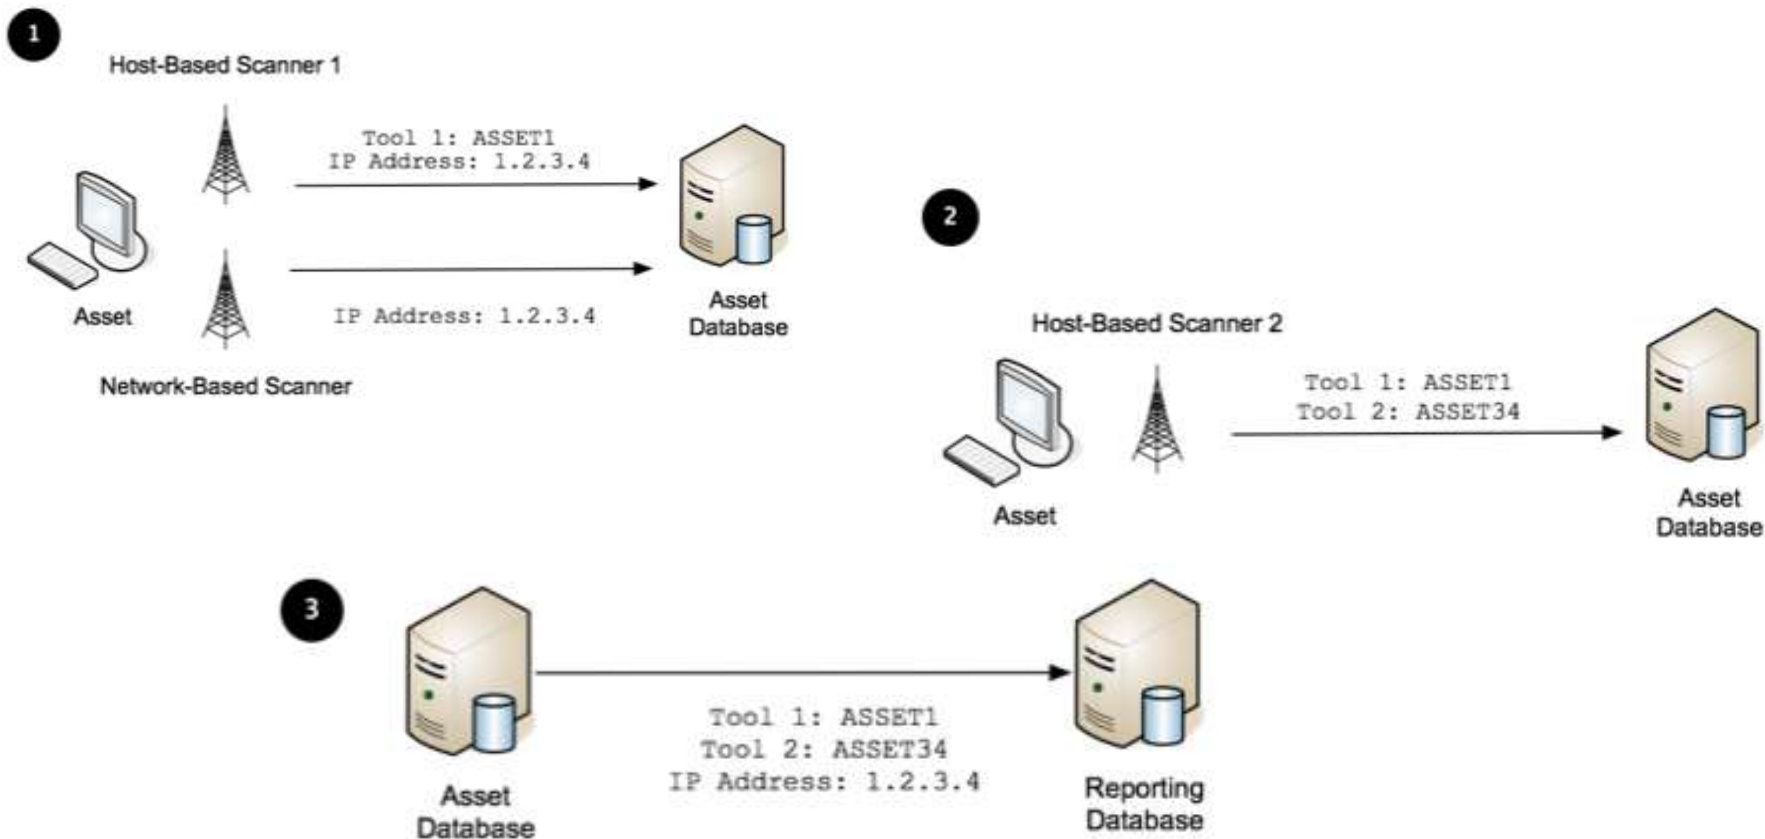 1
Host-Based Scanner 1
Tool 1: ASSET1
IP Address: 1.2.3.4
Asset
IP Address: 1.2.3.4
Asset
Database
Network-Based Scanner
2
Host-Based Scanner 2
Tool 1: ASSET1
Tool 2: ASSET34
Asset
Asset
Database
3
Tool 1: ASSET1
Tool 2: ASSET34
IP Address: 1.2.3.4
Asset
Database
Reporting
Database